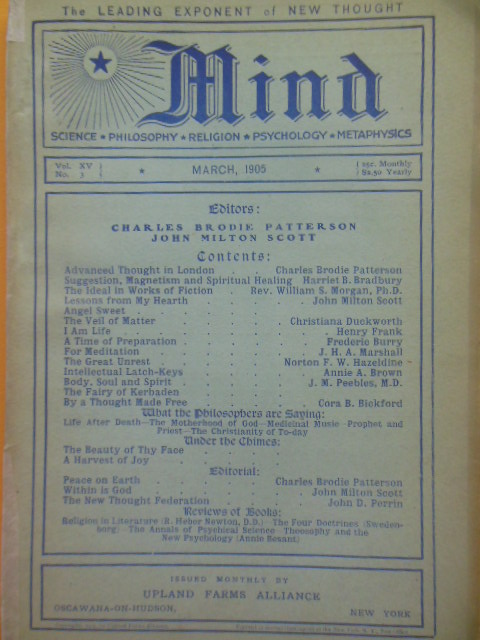 The LEADING EXPONENT of NEW THOUGHT
Mind
SCIENCE ★ PHILOSOPHY ★ RELIGION ★ PSYCHOLOGY ★ METAPHYSICS
Vol. XV
No. 3
★ MARCH, 1905 ★
25c. Monthly
$2.50 Yearly
Editors:
CHARLES BRODIE PATTERSON
JOHN MILTON SCOTT
Contents:
Advanced Thought in London . . Charles Brodie Patterson
Suggestion, Magnetism and Spiritual Healing Harriet B. Bradbury
The Ideal in Works of Fiction . Rev. William S. Morgan, Ph.D.
Lessons from My Hearth . . . John Milton Scott
Angel Sweet . . . . . .
The Veil of Matter . . . . Christiana Duckworth
I Am Life . . . . . . Henry Frank
A Time of Preparation . . . . Frederic Burry
For Meditation . . . . . J. H. A. Marshall
The Great Unrest . . . . Norton F. W. Hazeldine
Intellectual Latch-Keys . . . . Annie A. Brown
Body, Soul and Spirit . . . . J. M. Peebles, M.D.
The Fairy of Kerbaden . . . . .
By a Thought Made Free . . . . Cora B. Bickford
What the Philosophers are Saying:
Life After Death—The Motherhood of God—Medicinal Music—Prophet and
Priest—The Christianity of To-day
Under the Chimes:
The Beauty of Thy Face . . . . .
A Harvest of Joy . . . . .
Editorial:
Peace on Earth . . . . Charles Brodie Patterson
Within is God . . . . . John Milton Scott
The New Thought Federation . . . John D. Perrin
Reviews of Books:
Religion in Literature (R. Heber Newton, D.D.)—The Four Doctrines (Sweden-
borg)—The Annals of Psychical Science—Theosophy and the
New Psychology (Annie Besant)
ISSUED MONTHLY BY
UPLAND FARMS ALLIANCE
OSCAWANA-ON-HUDSON,
NEW YORK